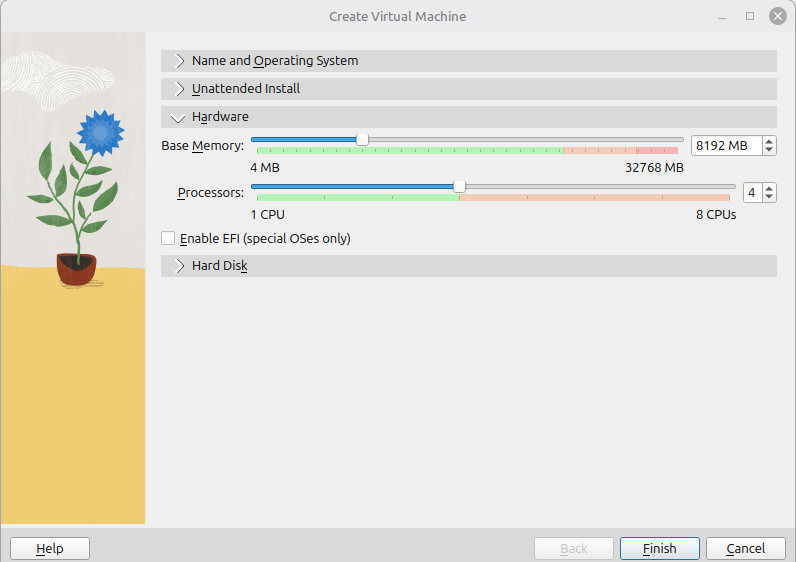 Create Virtual Machine
Name and Operating System
Unattended Install
Hardware
Base Memory: 8192 MB
4 MB 32768 MB
Processors: 4
1 CPU 8 CPUs
Enable EFI (special OSes only)
Hard Disk
Help Back Finish Cancel